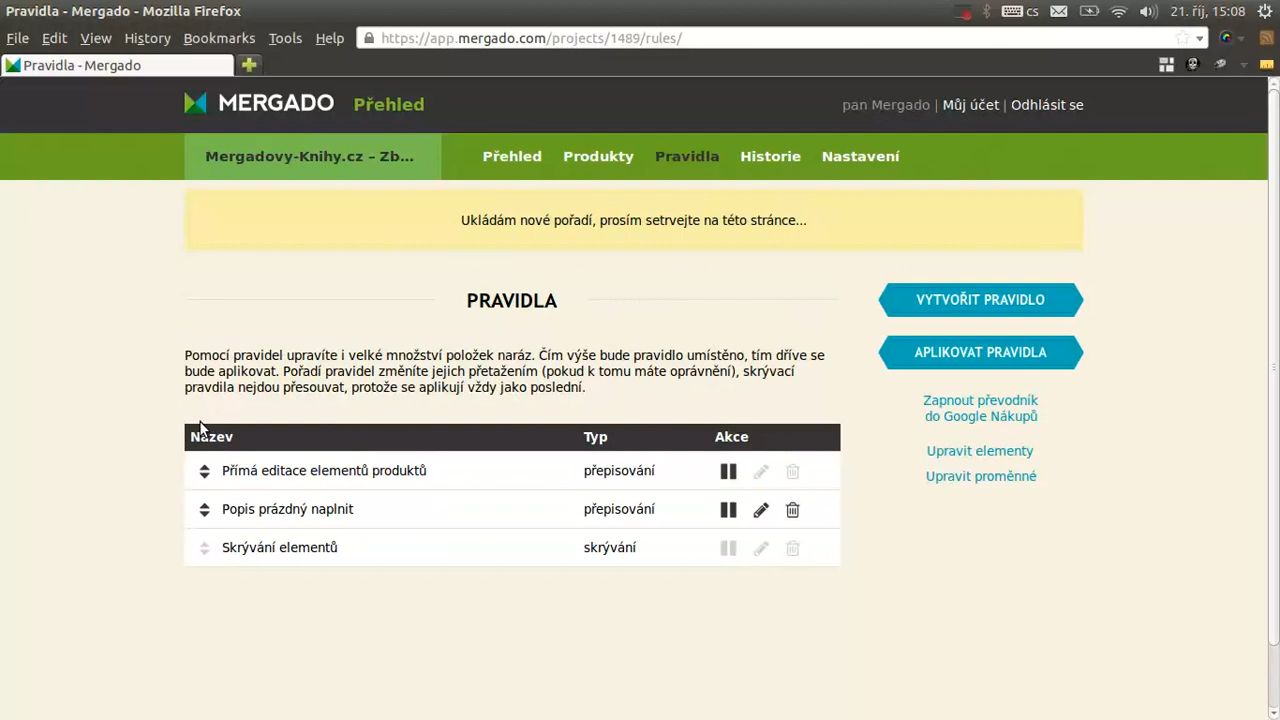 Pravidla - Mergado - Mozilla Firefox
cs
21. říj, 15:08
File Edit View History Bookmarks Tools Help
https://app.mergado.com/projects/1489/rules/
Pravidla - Mergado
MERGADO Přehled
pan Mergado | Můj účet | Odhlásit se
Mergadovy-Knihy.cz – Zb...
Přehled Produkty Pravidla Historie Nastavení
Ukládám nové pořadí, prosím setrvejte na této stránce...
PRAVIDLA
Pomocí pravidel upravíte i velké množství položek naráz. Čím výše bude pravidlo umístěno, tím dříve se
bude aplikovat. Pořadí pravidel změníte jejich přetažením (pokud k tomu máte oprávnění), skrývací
pravdila nejdou přesouvat, protože se aplikují vždy jako poslední.
Název Typ Akce
Přímá editace elementů produktů přepisování
Popis prázdný naplnit přepisování
Skrývání elementů skrývání
VYTVOŘIT PRAVIDLO
APLIKOVAT PRAVIDLA
Zapnout převodník
do Google Nákupů
Upravit elementy
Upravit proměnné